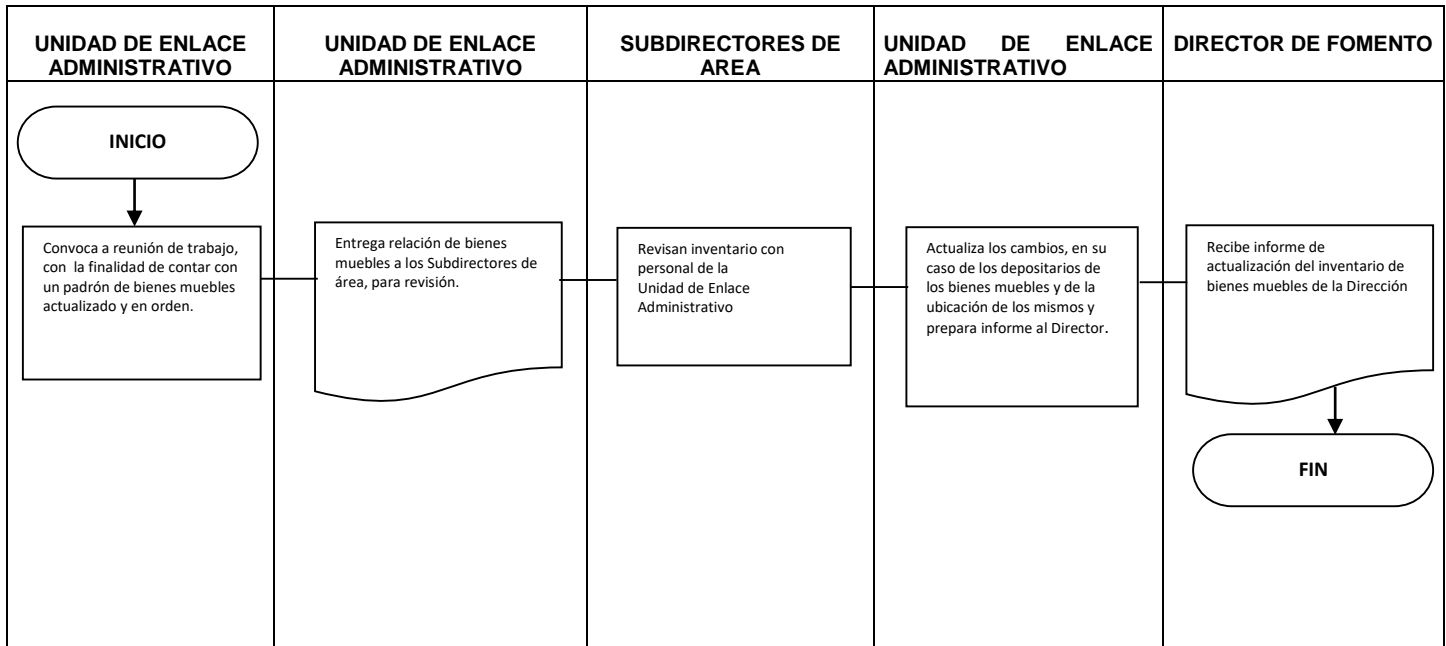 UNIDAD DE ENLACE
ADMINISTRATIVO
UNIDAD DE ENLACE
ADMINISTRATIVO
SUBDIRECTORES DE
AREA
UNIDAD DE ENLACE
ADMINISTRATIVO
DIRECTOR DE FOMENTO
INICIO
Convoca a reunión de trabajo,
con la finalidad de contar con
un padrón de bienes muebles
actualizado y en orden.
Entrega relación de bienes
muebles a los Subdirectores de
área, para revisión.
Revisan inventario con
personal de la
Unidad de Enlace
Administrativo
Actualiza los cambios, en su
caso de los depositarios de
los bienes muebles y de la
ubicación de los mismos y
prepara informe al Director.
Recibe informe de
actualización del inventario de
bienes muebles de la Dirección
FIN